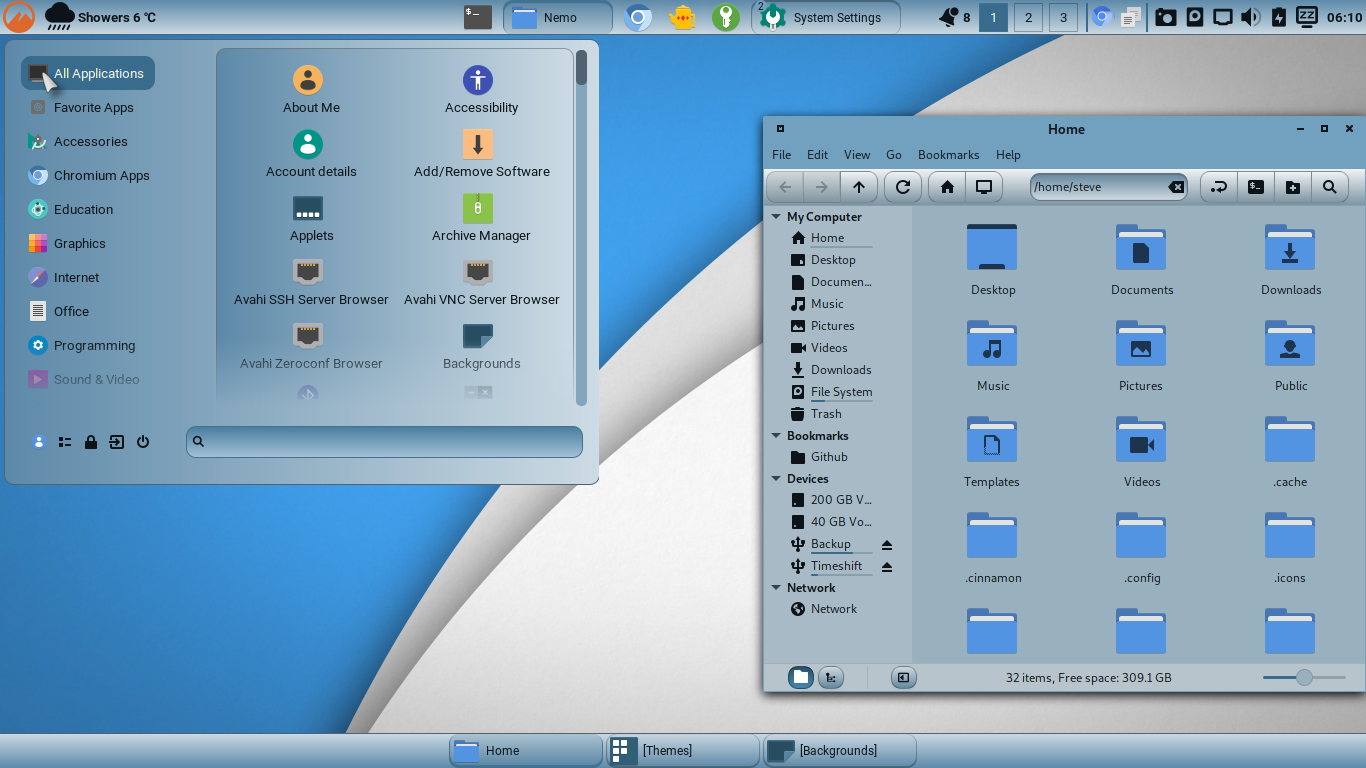 Showers 6 °C
Nemo
2
System Settings
8
1
2
3
06:10
All Applications
Favorite Apps
Accessories
Chromium Apps
Education
Graphics
Internet
Office
Programming
Sound & Video
About Me
Accessibility
Account details
Add/Remove Software
Applets
Archive Manager
Avahi SSH Server Browser
Avahi VNC Server Browser
Avahi Zeroconf Browser
Backgrounds
Home
File Edit View Go Bookmarks Help
/home/steve
My Computer
Home
Desktop
Documen...
Music
Pictures
Videos
Downloads
File System
Trash
Bookmarks
Github
Devices
200 GB V...
40 GB Vo...
Backup
Timeshift
Network
Network
Desktop
Documents
Downloads
Music
Pictures
Public
Templates
Videos
.cache
.cinnamon
.config
.icons
32 items, Free space: 309.1 GB
Home
[Themes]
[Backgrounds]